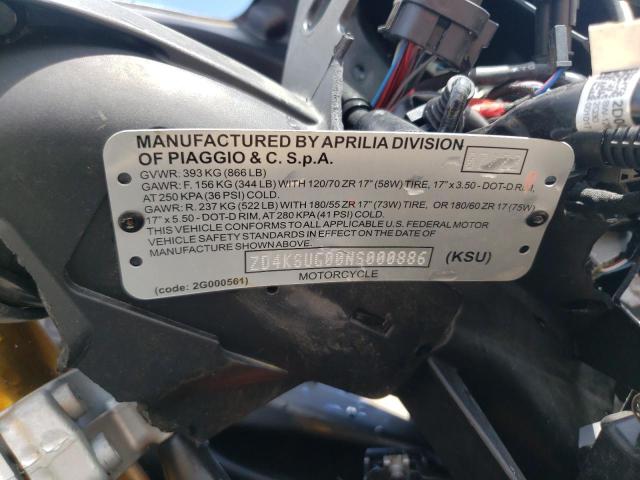 MANUFACTURED BY APRILIA DIVISION
OF PIAGGIO & C. S.p.A.
GVWR: 393 KG (866 LB)
GAWR: F. 156 KG (344 LB) WITH 120/70 ZR 17" (58W) TIRE, 17" x 3.50 - DOT-D RIM,
AT 250 KPA (36 PSI) COLD.
GAWR: R. 237 KG (522 LB) WITH 180/55 ZR 17" (73W) TIRE, OR 180/60 ZR 17 (75W)
17" x 5.50 - DOT-D RIM, AT 280 KPA (41 PSI) COLD.
THIS VEHICLE CONFORMS TO ALL APPLICABLE U.S. FEDERAL MOTOR
VEHICLE SAFETY STANDARDS IN EFFECT ON THE DATE OF
MANUFACTURE SHOWN ABOVE.
ZD4KSUG00NS000886 (KSU)
MOTORCYCLE
(code: 2G000561)